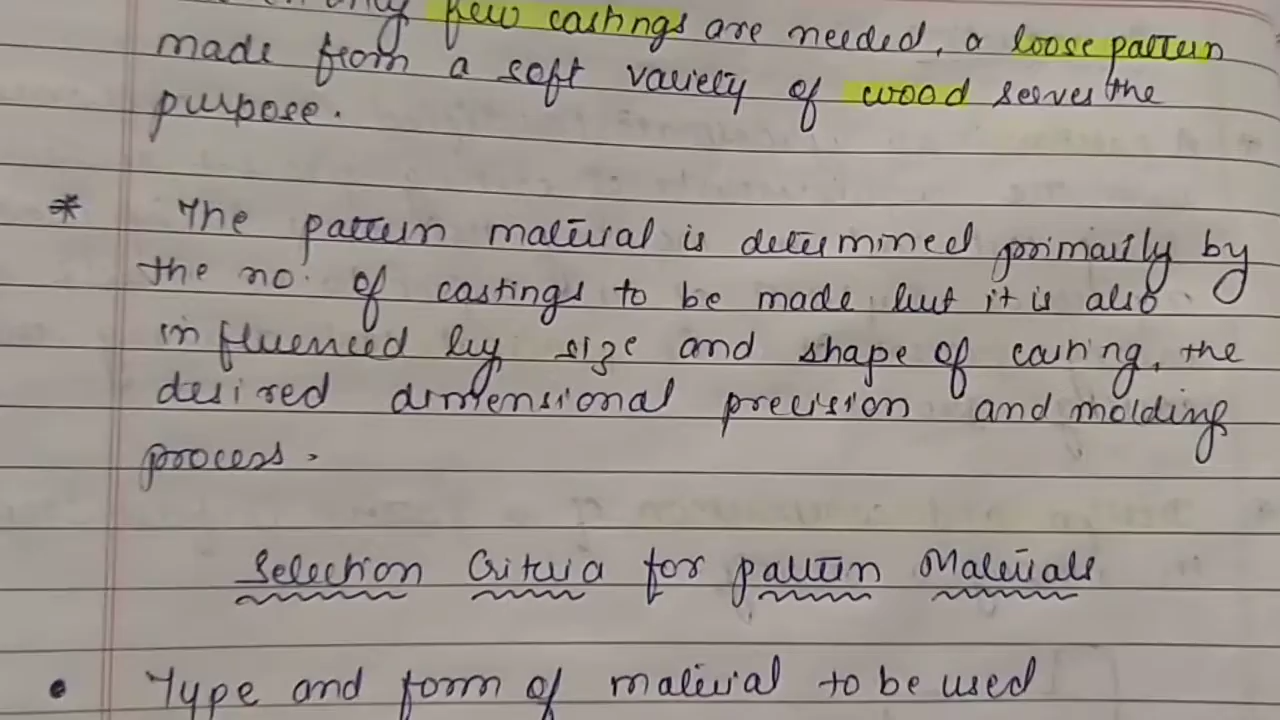 few castings are needed, a loose pattern
made from a soft variety of wood serves the
purpose.
* The pattern material is determined primarily by
the no. of castings to be made, but it is also
influenced by size and shape of casting, the
desired dimensional precision and molding
process.
Selection Criteria for pattern Materials
• Type and form of material to be used